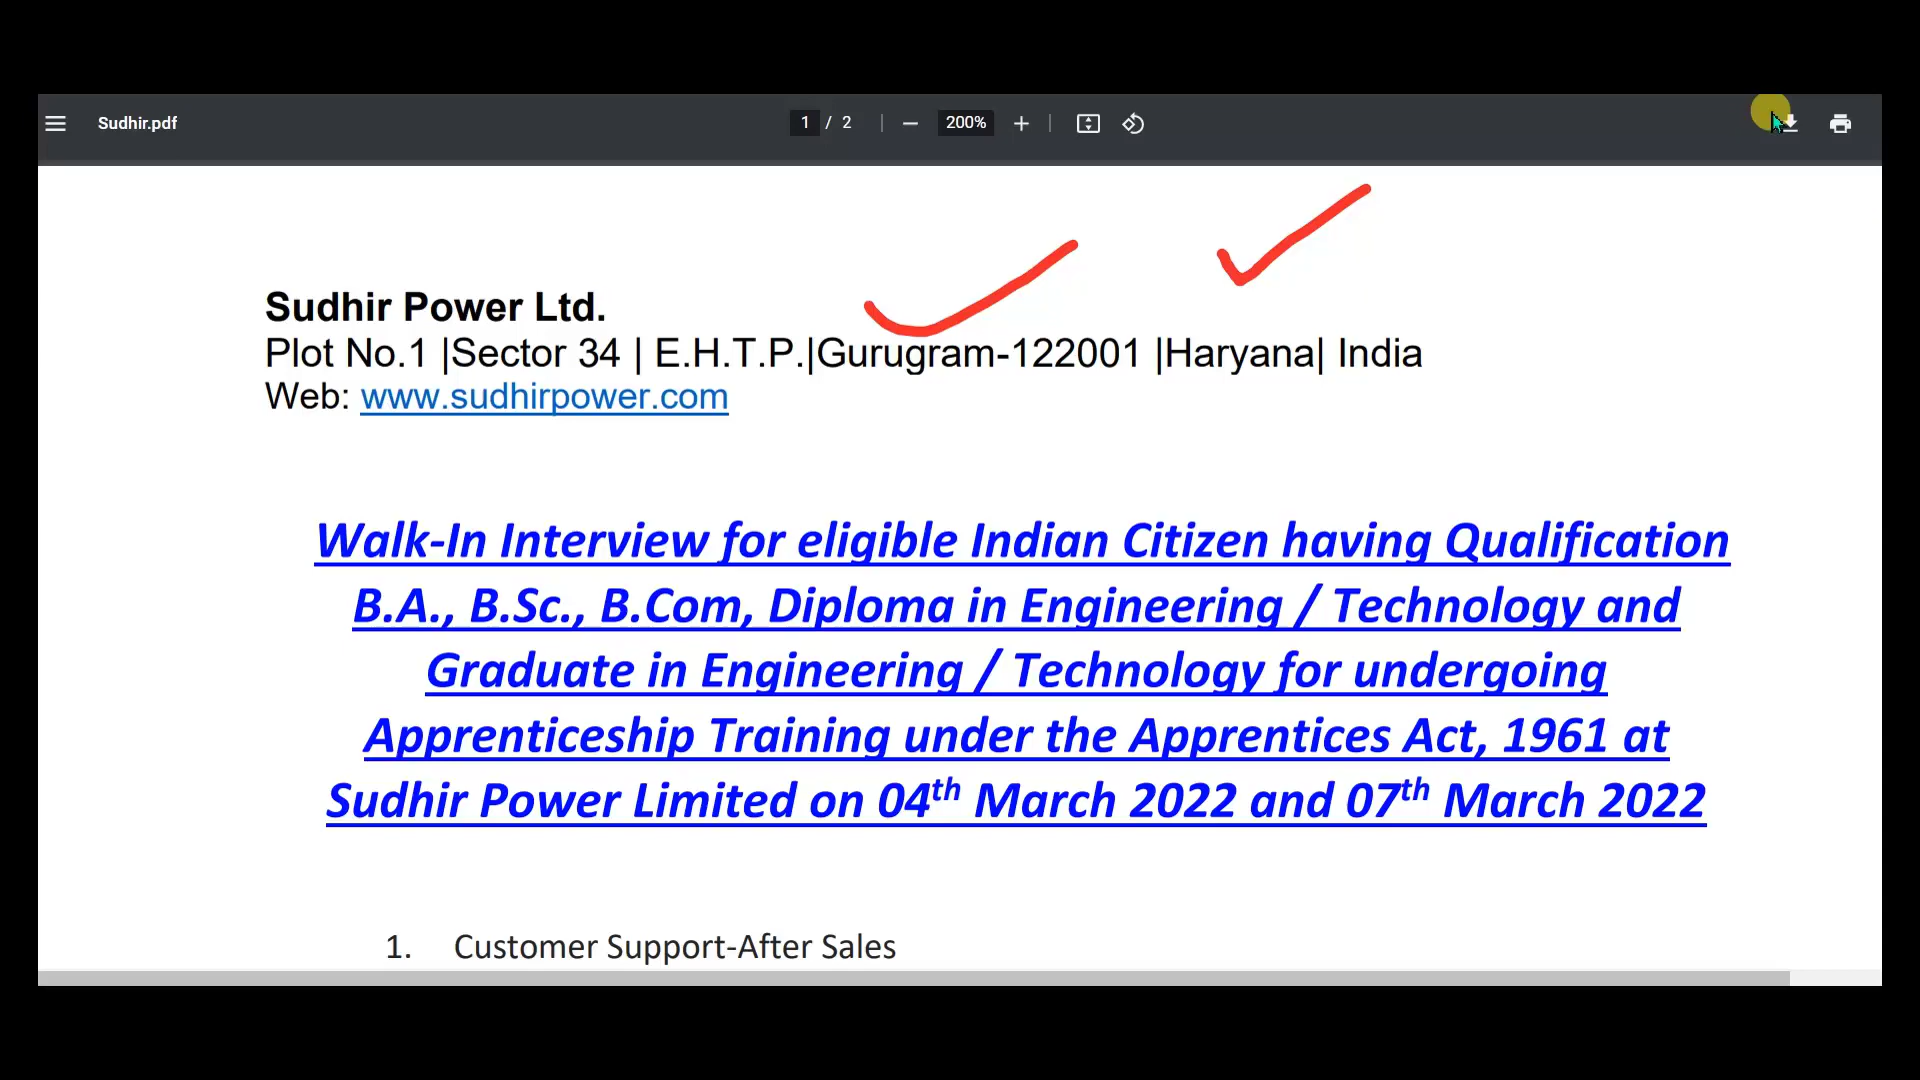 Sudhir.pdf
1 / 2
200%
Sudhir Power Ltd.
Plot No.1 |Sector 34 | E.H.T.P.|Gurugram-122001 |Haryana| India
Web: www.sudhirpower.com
Walk-In Interview for eligible Indian Citizen having Qualification
B.A., B.Sc., B.Com, Diploma in Engineering / Technology and
Graduate in Engineering / Technology for undergoing
Apprenticeship Training under the Apprentices Act, 1961 at
Sudhir Power Limited on 04th March 2022 and 07th March 2022
1. Customer Support-After Sales